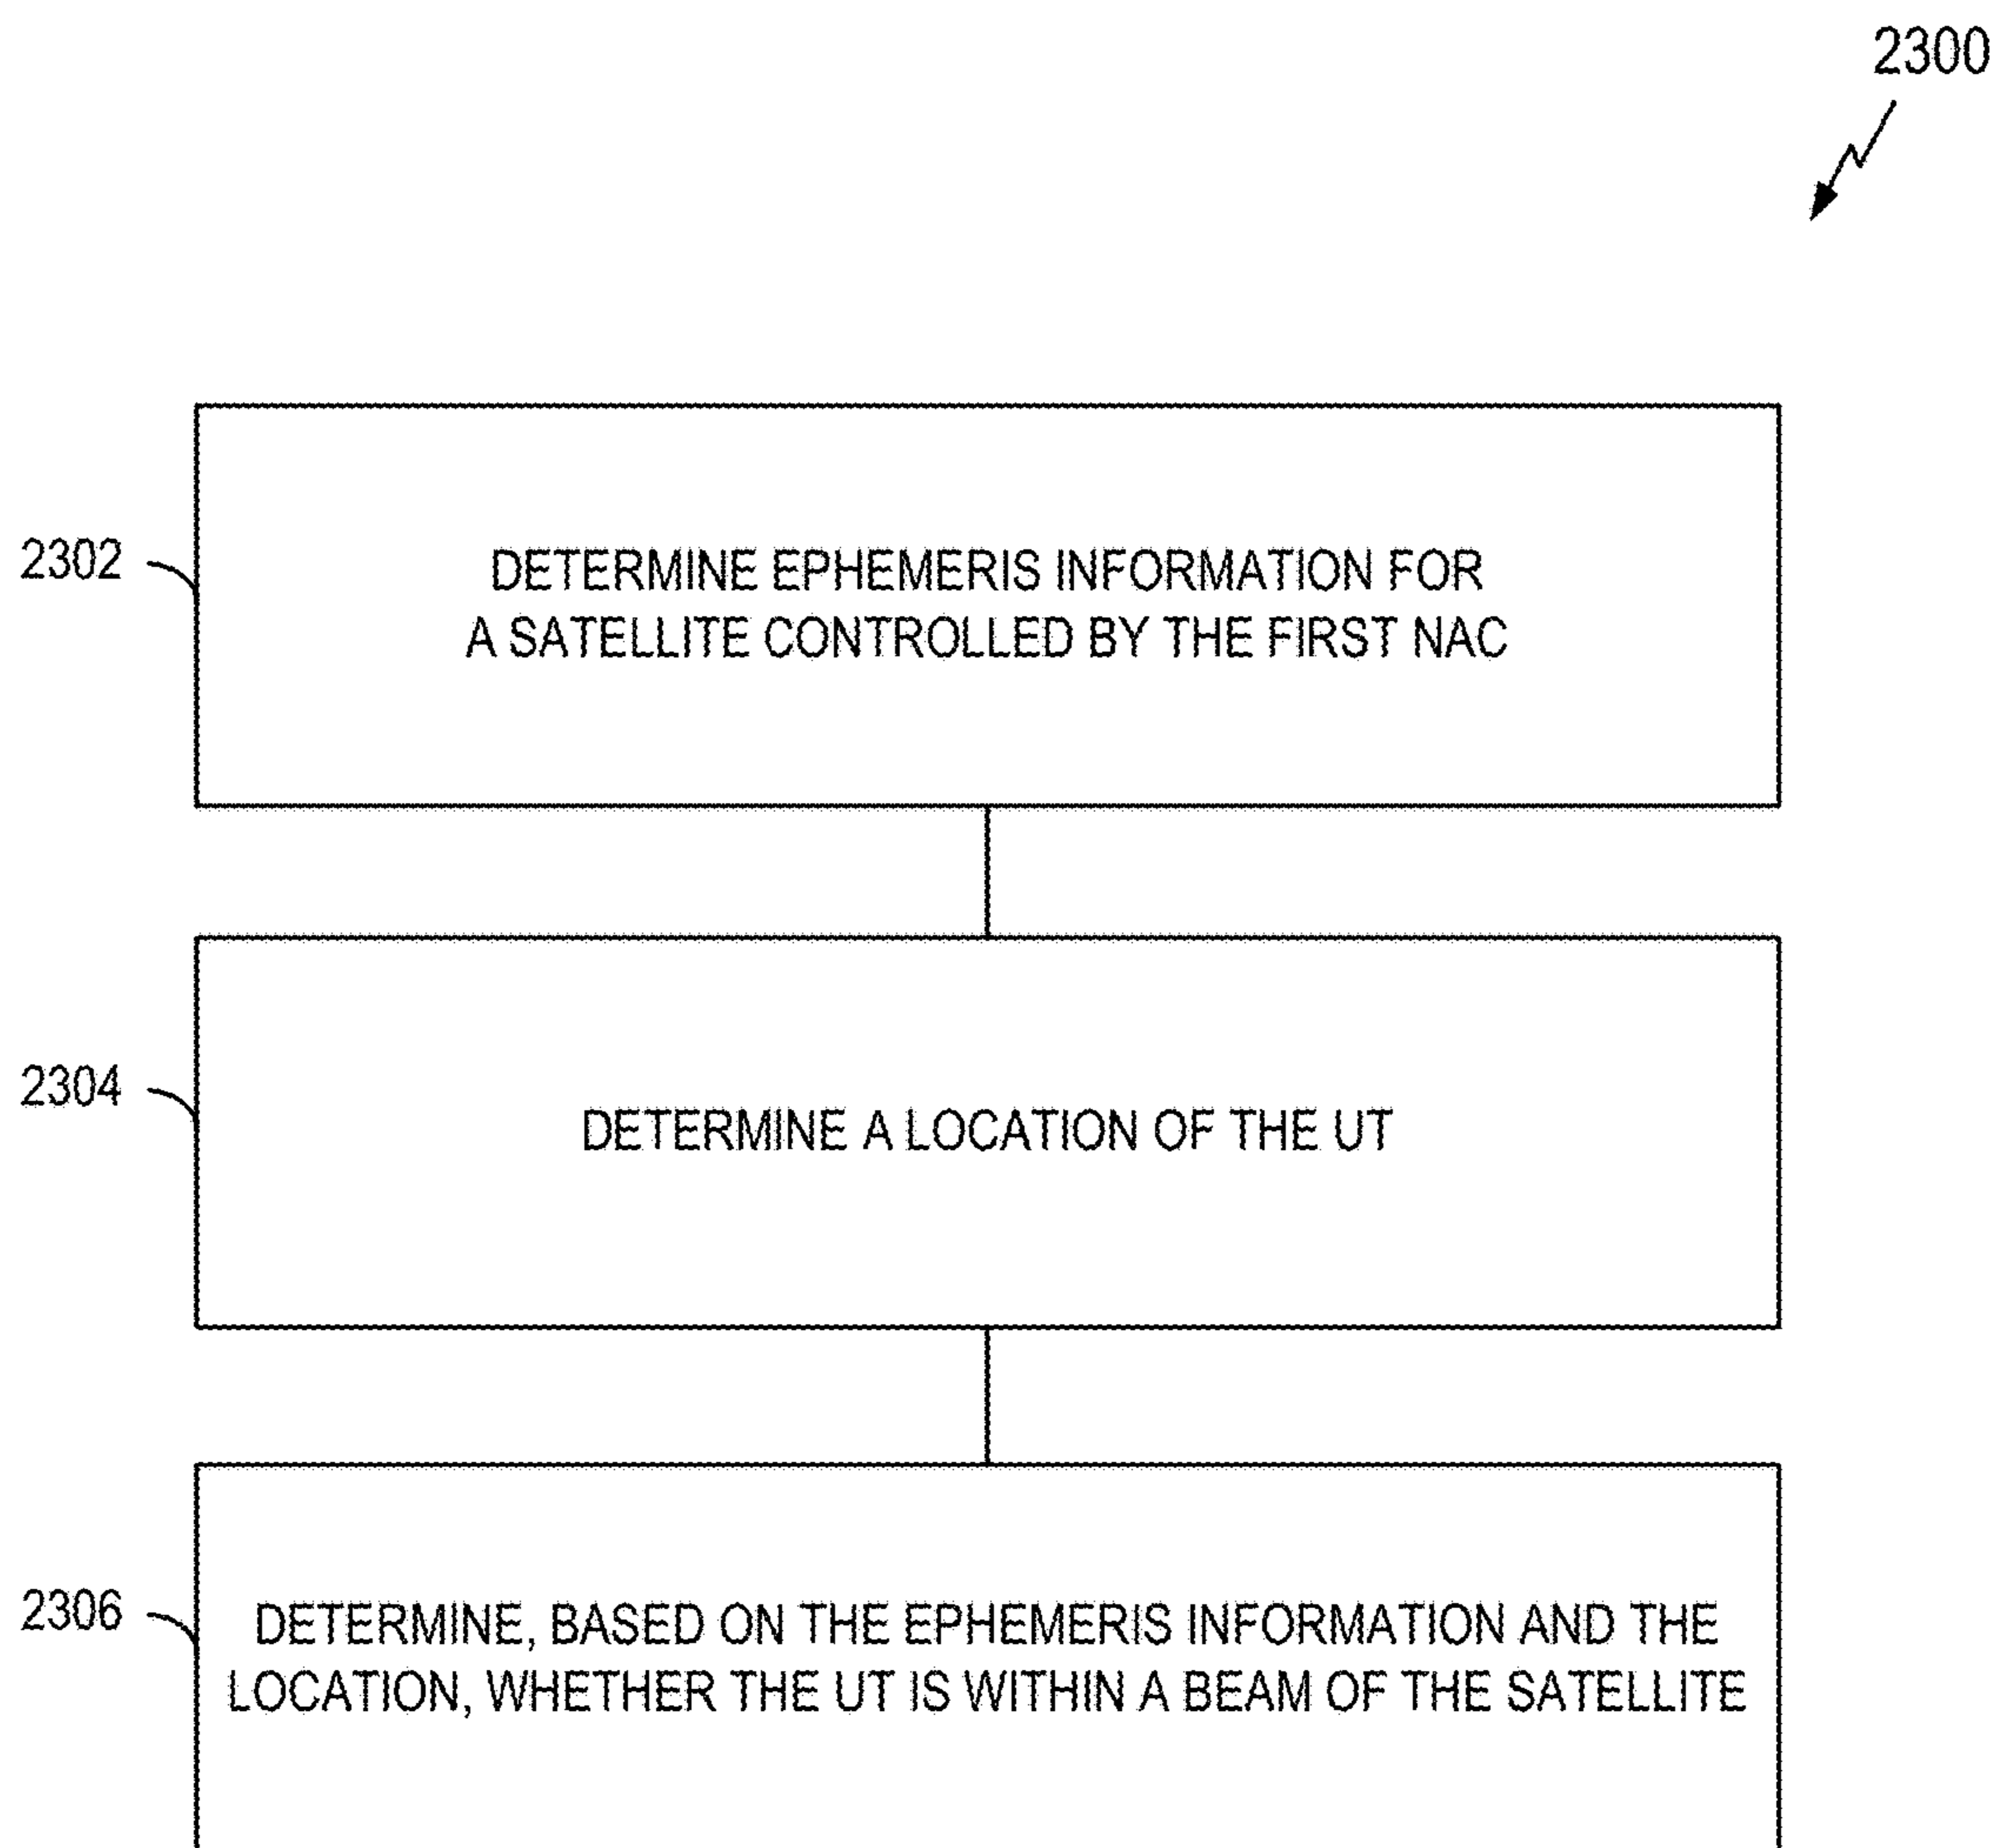 2300
2302
DETERMINE EPHEMERIS INFORMATION FOR
A SATELLITE CONTROLLED BY THE FIRST NAC
2304
DETERMINE A LOCATION OF THE UT
2306
DETERMINE, BASED ON THE EPHEMERIS INFORMATION AND THE
LOCATION, WHETHER THE UT IS WITHIN A BEAM OF THE SATELLITE